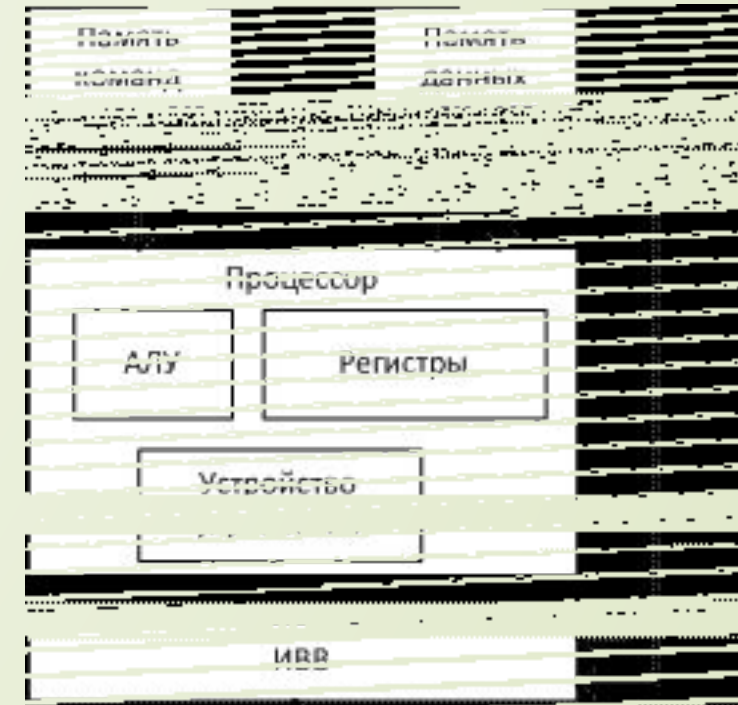 Память
команд
Память
данных
Процессор
АЛУ
Регистры
Устройство
ИВВ